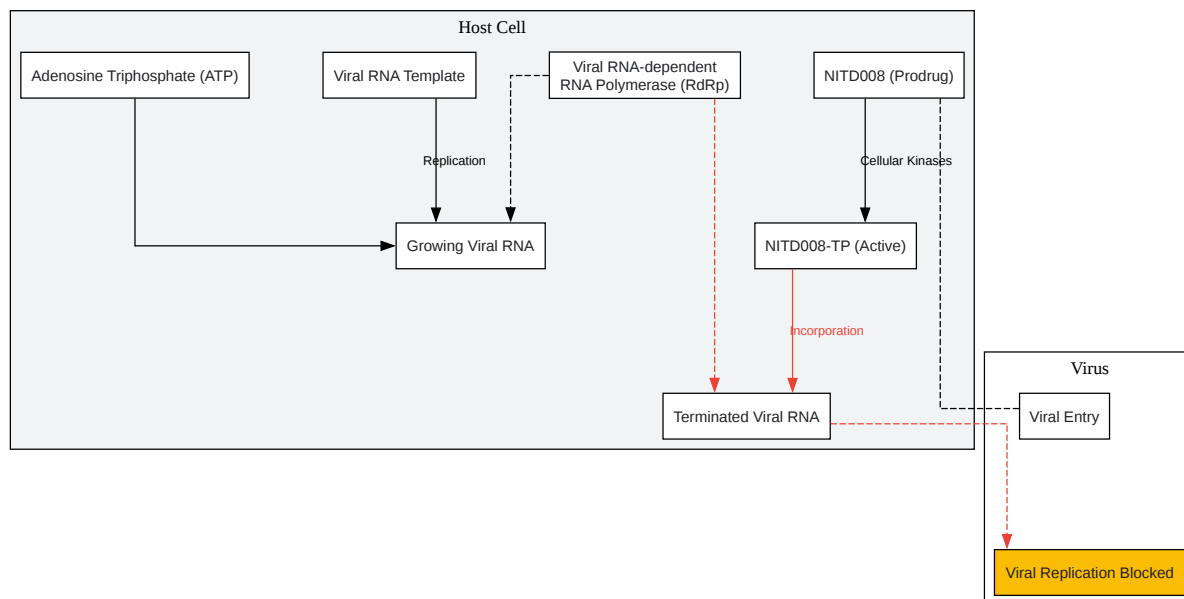 Host Cell
Adenosine Triphosphate (ATP)
Viral RNA Template
Viral RNA-dependent
RNA Polymerase (RdRp)
NITD008 (Prodrug)
Replication
Cellular Kinases
Growing Viral RNA
NITD008-TP (Active)
Incorporation
Virus
Terminated Viral RNA
Viral Entry
Viral Replication Blocked